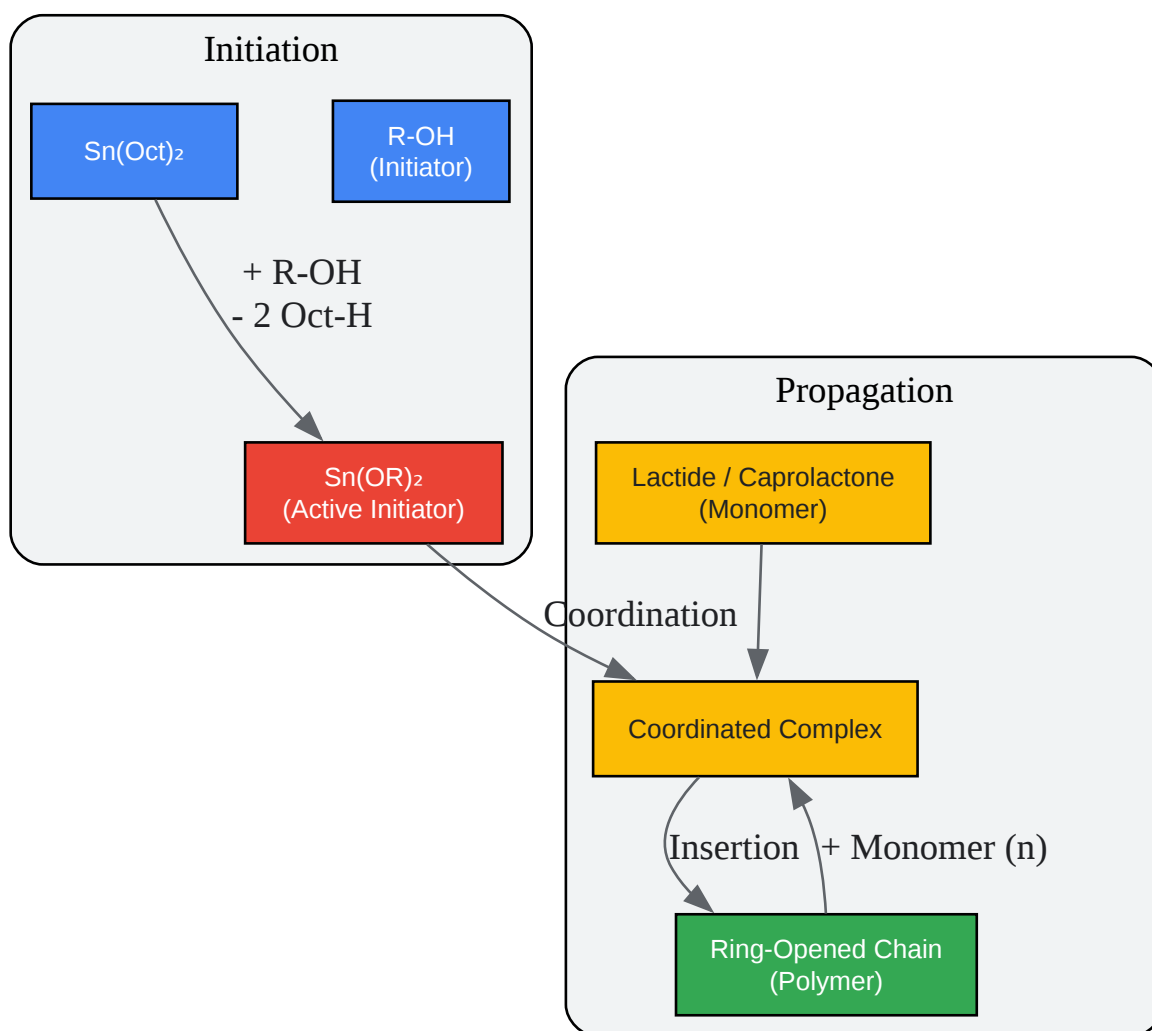 Initiation
Sn(Oct)₂
R-OH
(Initiator)
+ R-OH
- 2 Oct-H
Sn(OR)₂
(Active Initiator)
Propagation
Lactide / Caprolactone
(Monomer)
Coordination
Coordinated Complex
Insertion
+ Monomer (n)
Ring-Opened Chain
(Polymer)